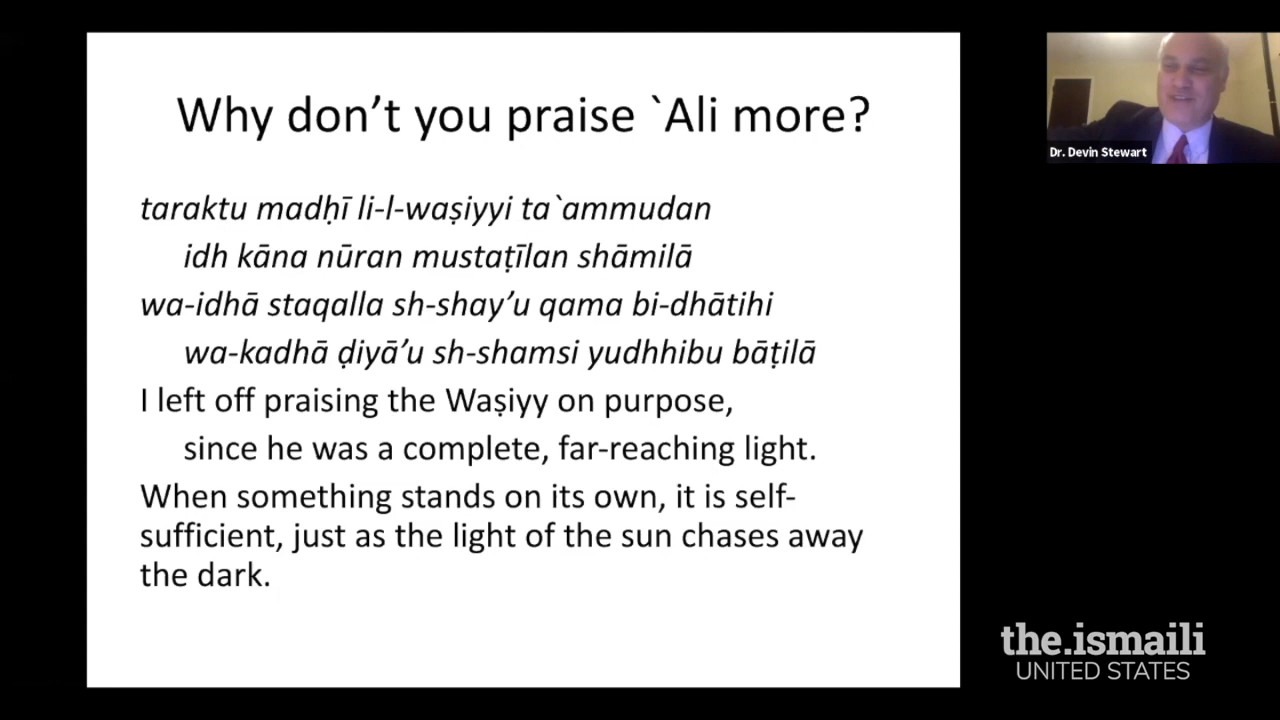 Why don’t you praise `Ali more?
taraktu madḥī li-l-waṣiyyi ta`ammudan
idh kāna nūran mustaṭīlan shāmilā
wa-idhā staqalla sh-shay’u qama bi-dhātihi
wa-kadhā ḍiyā’u sh-shamsi yudhhibu bāṭilā
I left off praising the Waṣiyy on purpose,
since he was a complete, far-reaching light.
When something stands on its own, it is self-
sufficient, just as the light of the sun chases away
the dark.
Dr. Devin Stewart
the.ismaili
UNITED STATES